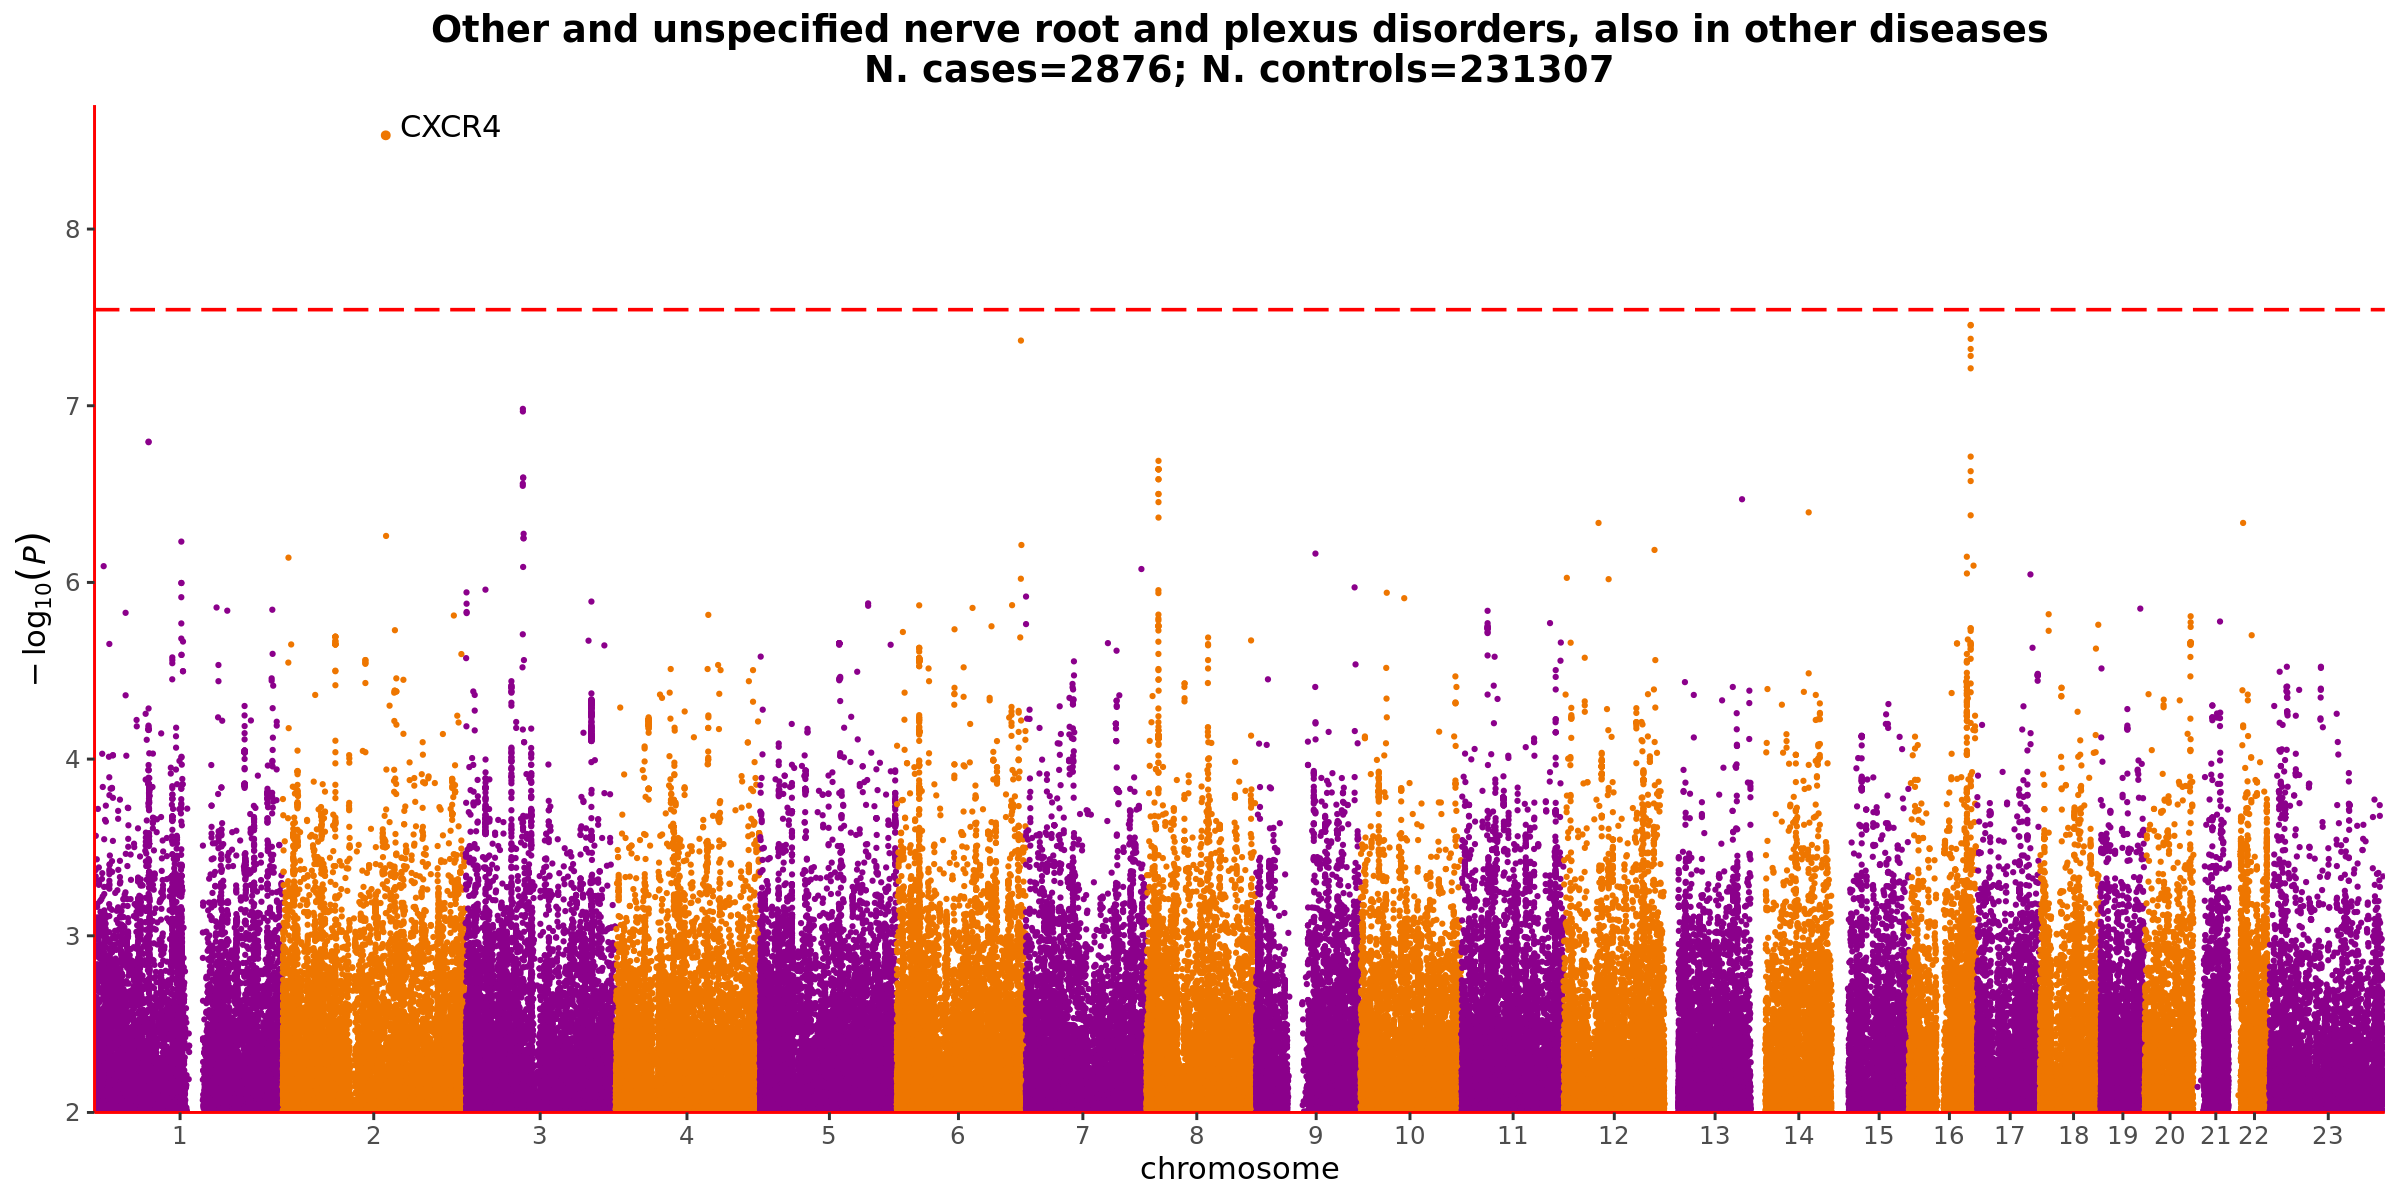 Other and unspecified nerve root and plexus disorders, also in other diseases
N. cases=2876; N. controls=231307
CXCR4
8
7
6
4
3
2
− log10(P)
1 2 3 4 5 6 7 8 9 10 11 12 13 14 15 16 17 18 19 20 21 22 23
chromosome